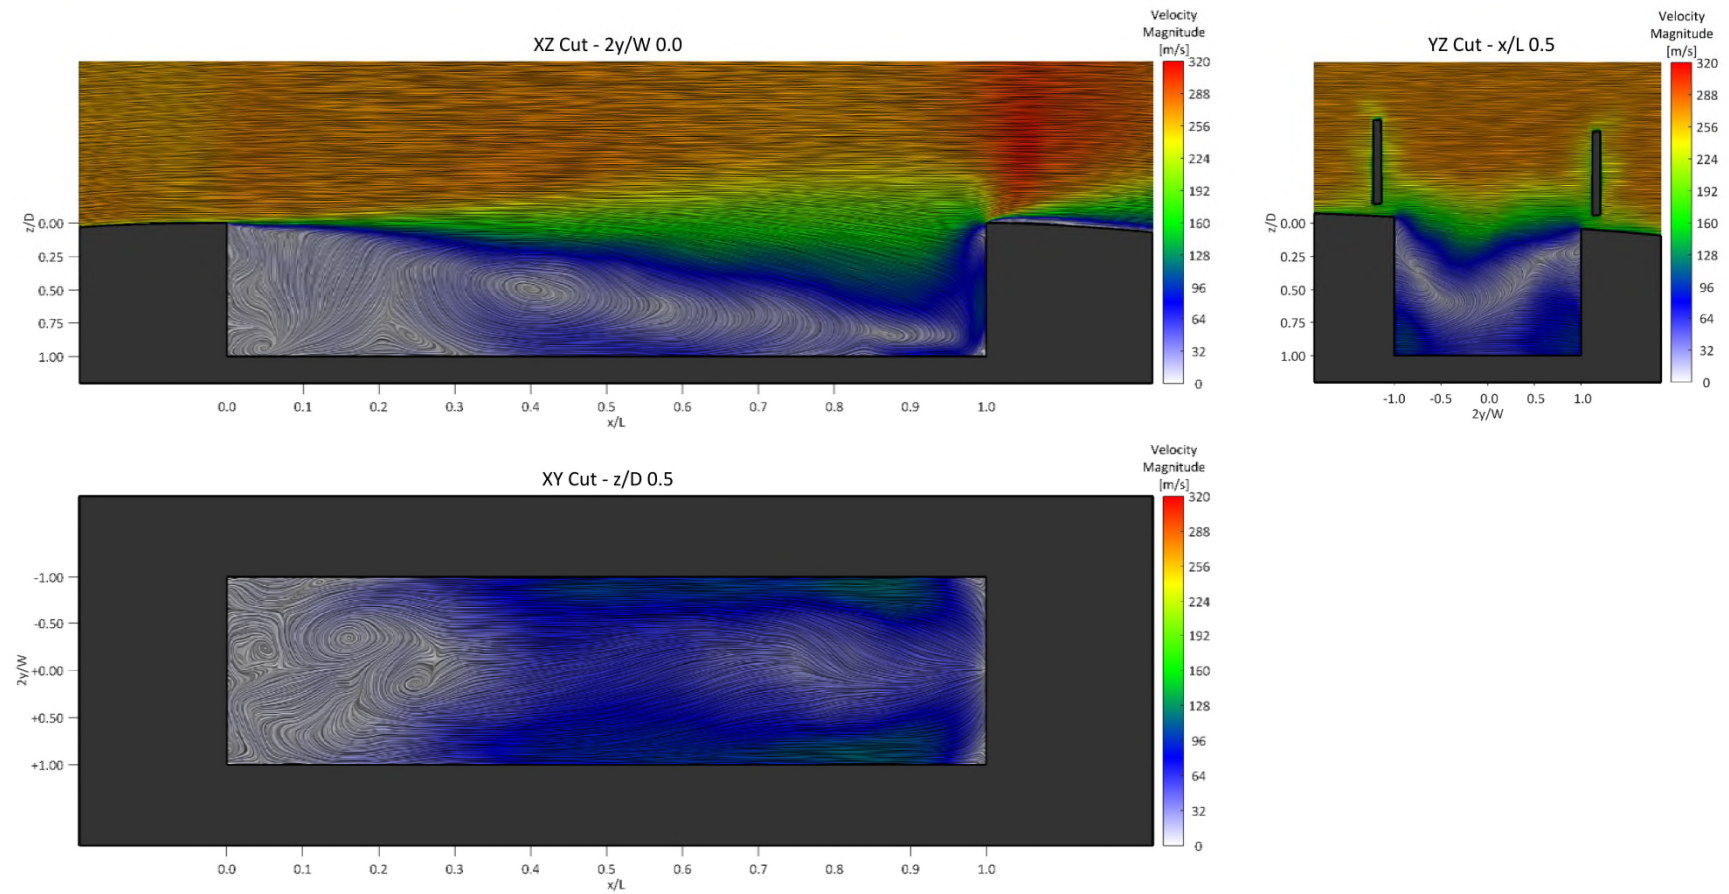 XZ Cut - 2y/W 0.0
Velocity
Magnitude
[m/s]
320
288
256
224
192
160
128
96
64
32
0
z/D
0.00
0.25
0.50
0.75
1.00
0.0 0.1 0.2 0.3 0.4 0.5 0.6 0.7 0.8 0.9 1.0
x/L
YZ Cut - x/L 0.5
Velocity
Magnitude
[m/s]
320
288
256
224
192
160
128
96
64
32
0
z/D
0.00
0.25
0.50
0.75
1.00
-1.0 -0.5 0.0 0.5 1.0
2y/W
XY Cut - z/D 0.5
Velocity
Magnitude
[m/s]
320
288
256
224
192
160
128
96
64
32
0
2y/W
-1.00
-0.50
+0.00
+0.50
+1.00
0.0 0.1 0.2 0.3 0.4 0.5 0.6 0.7 0.8 0.9 1.0
x/L